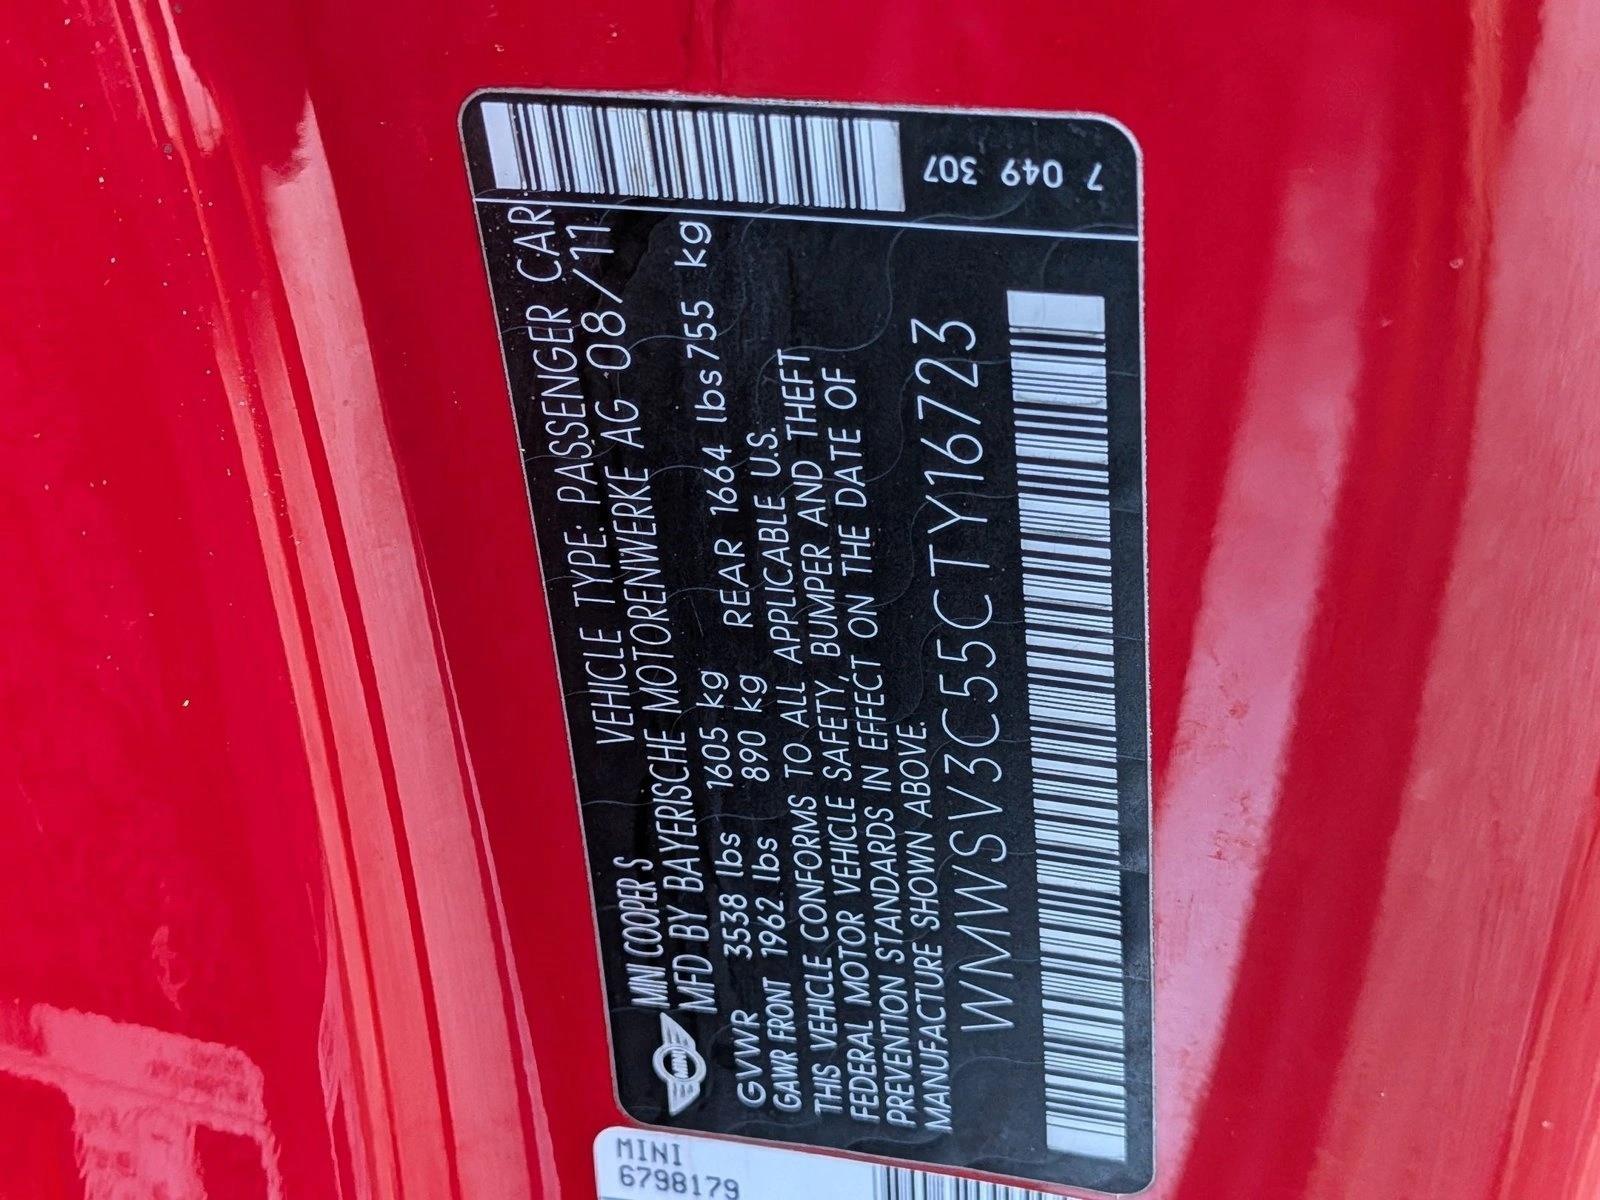 7 049 307
VEHICLE TYPE: PASSENGER CAR
MINI COOPER S
MFD BY BAYERISCHE MOTORENWERKE AG 08/11
GVWR 3538 lbs 1605 kg
GAWR FRONT 1962 lbs 890 kg REAR 1664 lbs 755 kg
THIS VEHICLE CONFORMS TO ALL APPLICABLE U.S.
FEDERAL MOTOR VEHICLE SAFETY, BUMPER AND THEFT
PREVENTION STANDARDS IN EFFECT ON THE DATE OF
MANUFACTURE SHOWN ABOVE.
WMWSV3C55CTY16723
MINI
MINI
6798179